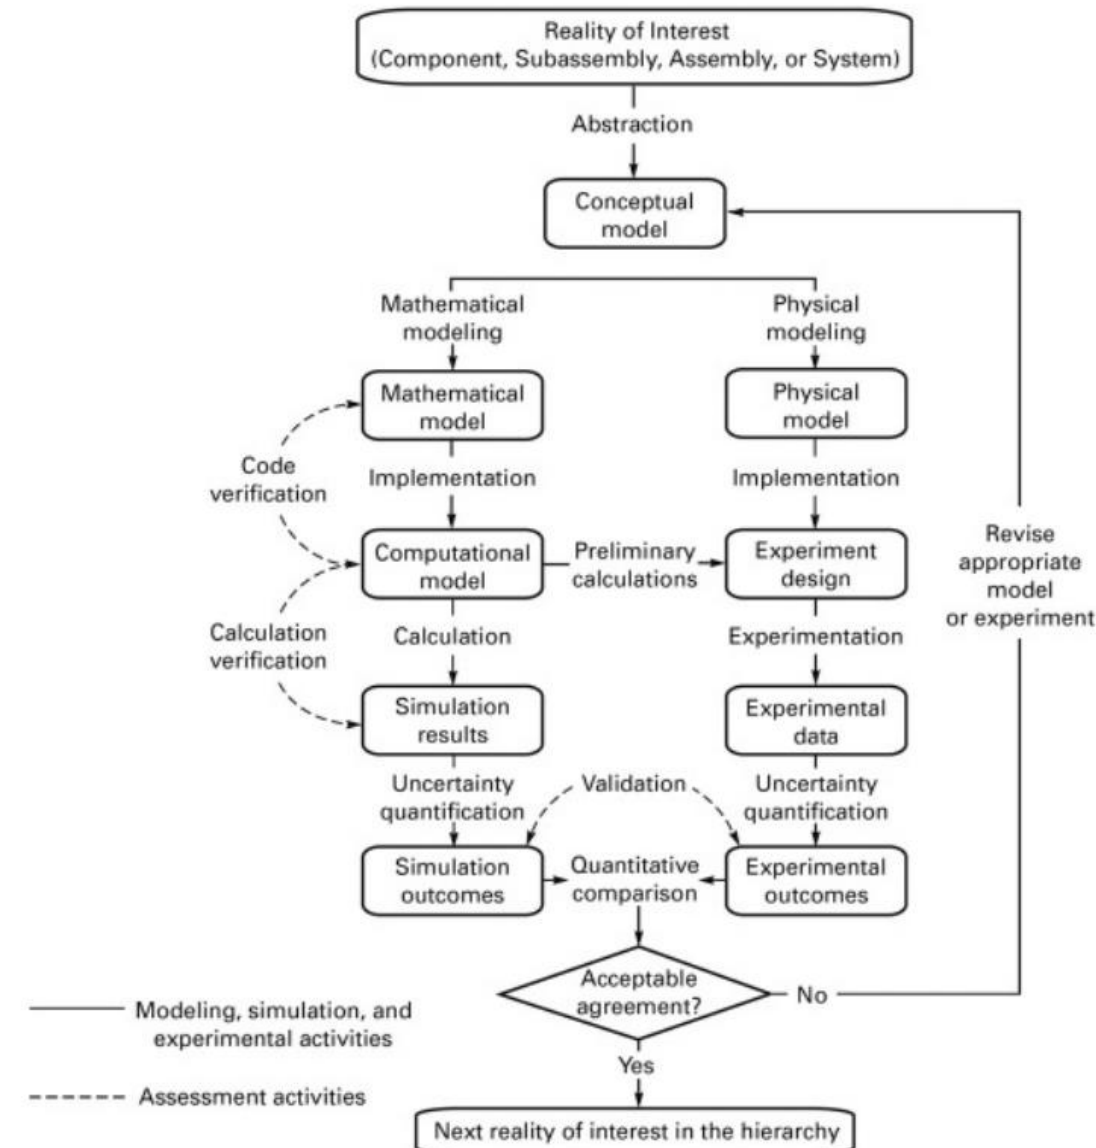 Reality of Interest
(Component, Subassembly, Assembly, or System)
Abstraction
Conceptual
model
Mathematical
modeling
Physical
modeling
Mathematical
model
Physical
model
Code
verification
Implementation
Implementation
Computational
model
Preliminary
calculations
Experiment
design
Revise
appropriate
model
or experiment
Calculation
verification
Calculation
Experimentation
Simulation
results
Experimental
data
Uncertainty
quantification
Validation
Uncertainty
quantification
Simulation
outcomes
Quantitative
comparison
Experimental
outcomes
Acceptable
agreement?
No
Modeling, simulation, and
experimental activities
Yes
Assessment activities
Next reality of interest in the hierarchy